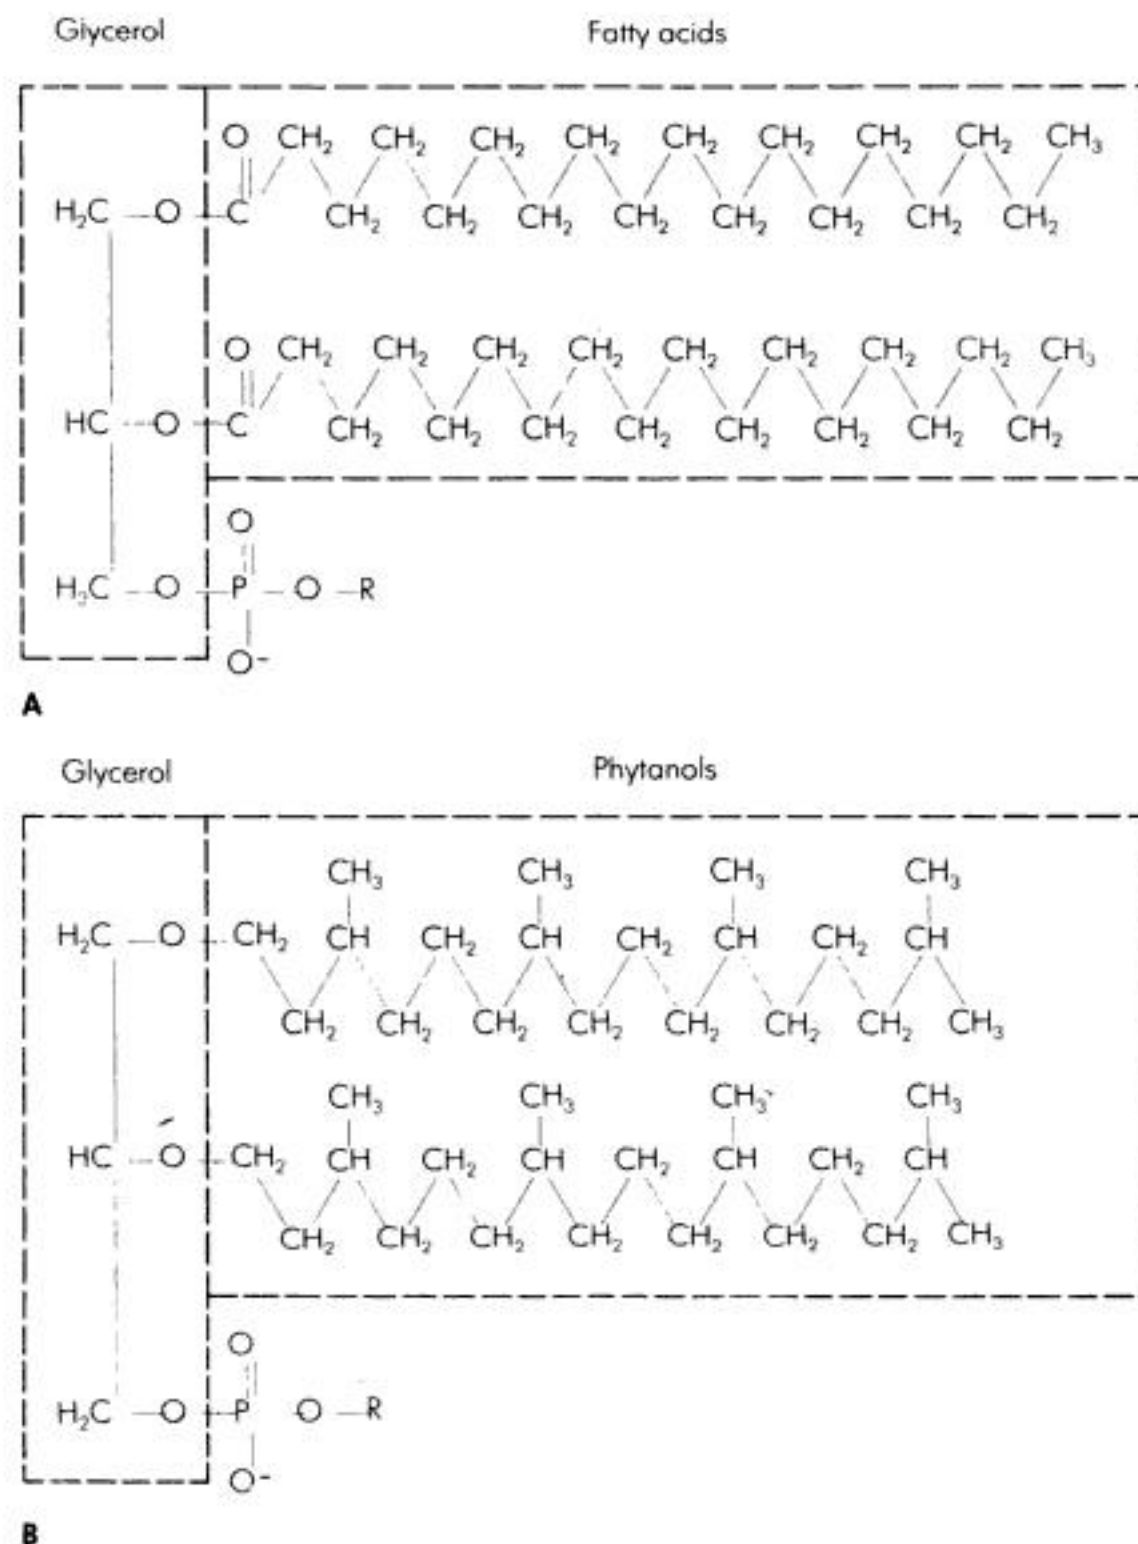 Glycerol Fatty acids
O CH₂ CH₂ CH₂ CH₂ CH₂ CH₂ CH₂ CH₂ CH₃
H₂C O C CH₂ CH₂ CH₂ CH₂ CH₂ CH₂ CH₂ CH₂
O CH₂ CH₂ CH₂ CH₂ CH₂ CH₂ CH₂ CH₂ CH₃
HC O C CH₂ CH₂ CH₂ CH₂ CH₂ CH₂ CH₂ CH₂
O
H₂C O P O R
O-
A
Glycerol Phytanols
CH₃ CH₃ CH₃ CH₃
H₂C O CH₂ CH CH₂ CH CH₂ CH CH₂ CH
CH₂ CH₂ CH₂ CH₂ CH₂ CH₂ CH₂ CH₃
CH₃ CH₃ CH₃ CH₃
HC O CH₂ CH CH₂ CH CH₂ CH CH₂ CH
CH₂ CH₂ CH₂ CH₂ CH₂ CH₂ CH₂ CH₃
O
H₂C O P O R
O-
B